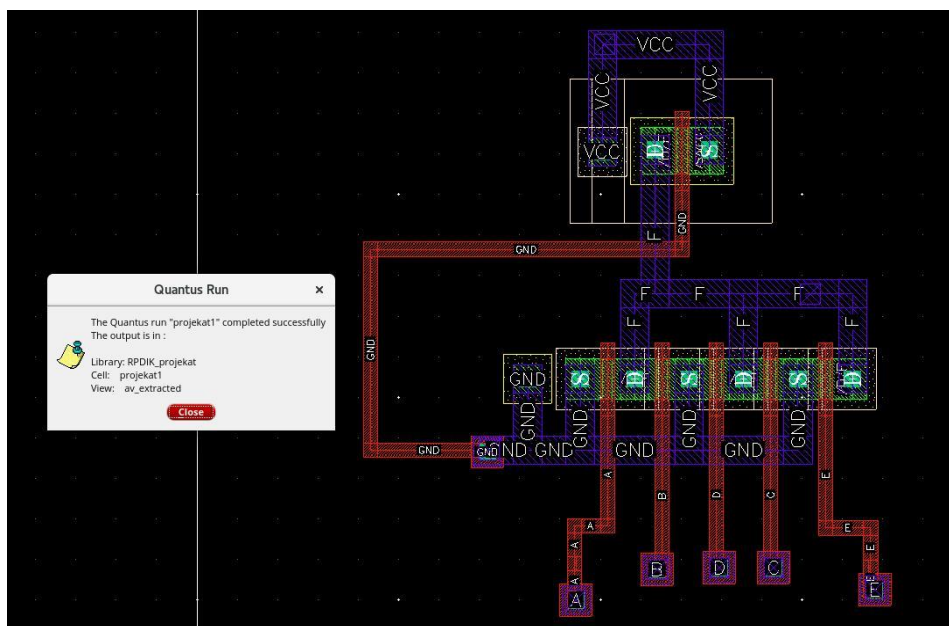 VCC
VCC
VCC
VCC
D
S
GND
F
GND
Quantus Run
×
The Quantus run "projekat1" completed successfully
The output is in :
Library: RPDIK_projekat
Cell: projekat1
View: av_extracted
Close
F
F
F
F
F
F
GND
GND
S
D
S
D
S
D
GND
GND
GND
GND
GND
GND
GND
GND
GND
GND
A
B
D
C
E
A
E
A
E
A
E
B
D
C
A
E